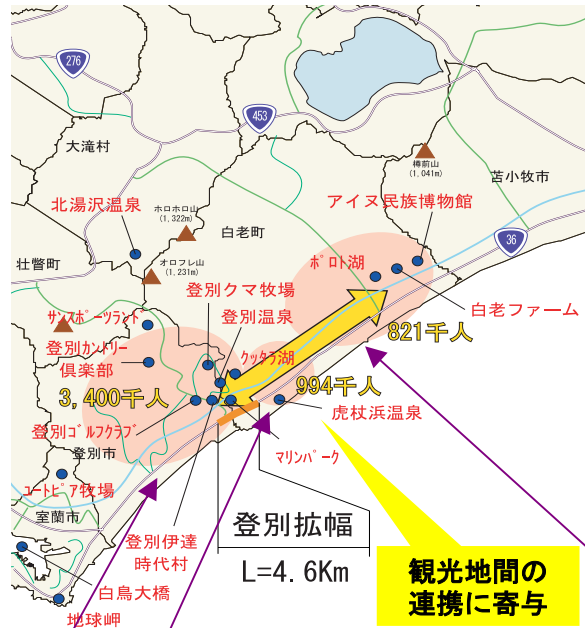 276
453
大滝村
樽前山
(1,041m)
苫小牧市
アイヌ民族博物館
北湯沢温泉
ホロホロ山
(1,322m)
白老町
36
壮瞥町
オロフレ山
(1,231m)
ポロト湖
登別クマ牧場
白老ファーム
サンスポーツランド
登別温泉
821千人
登別カントリー
倶楽部
クッタラ湖
3,400千人
994千人
虎杖浜温泉
登別ゴルフクラブ
登別市
マリンパーク
ユートピア牧場
室蘭市
登別拡幅
登別伊達
時代村
L=4.6Km
白鳥大橋
地球岬
観光地間の
連携に寄与